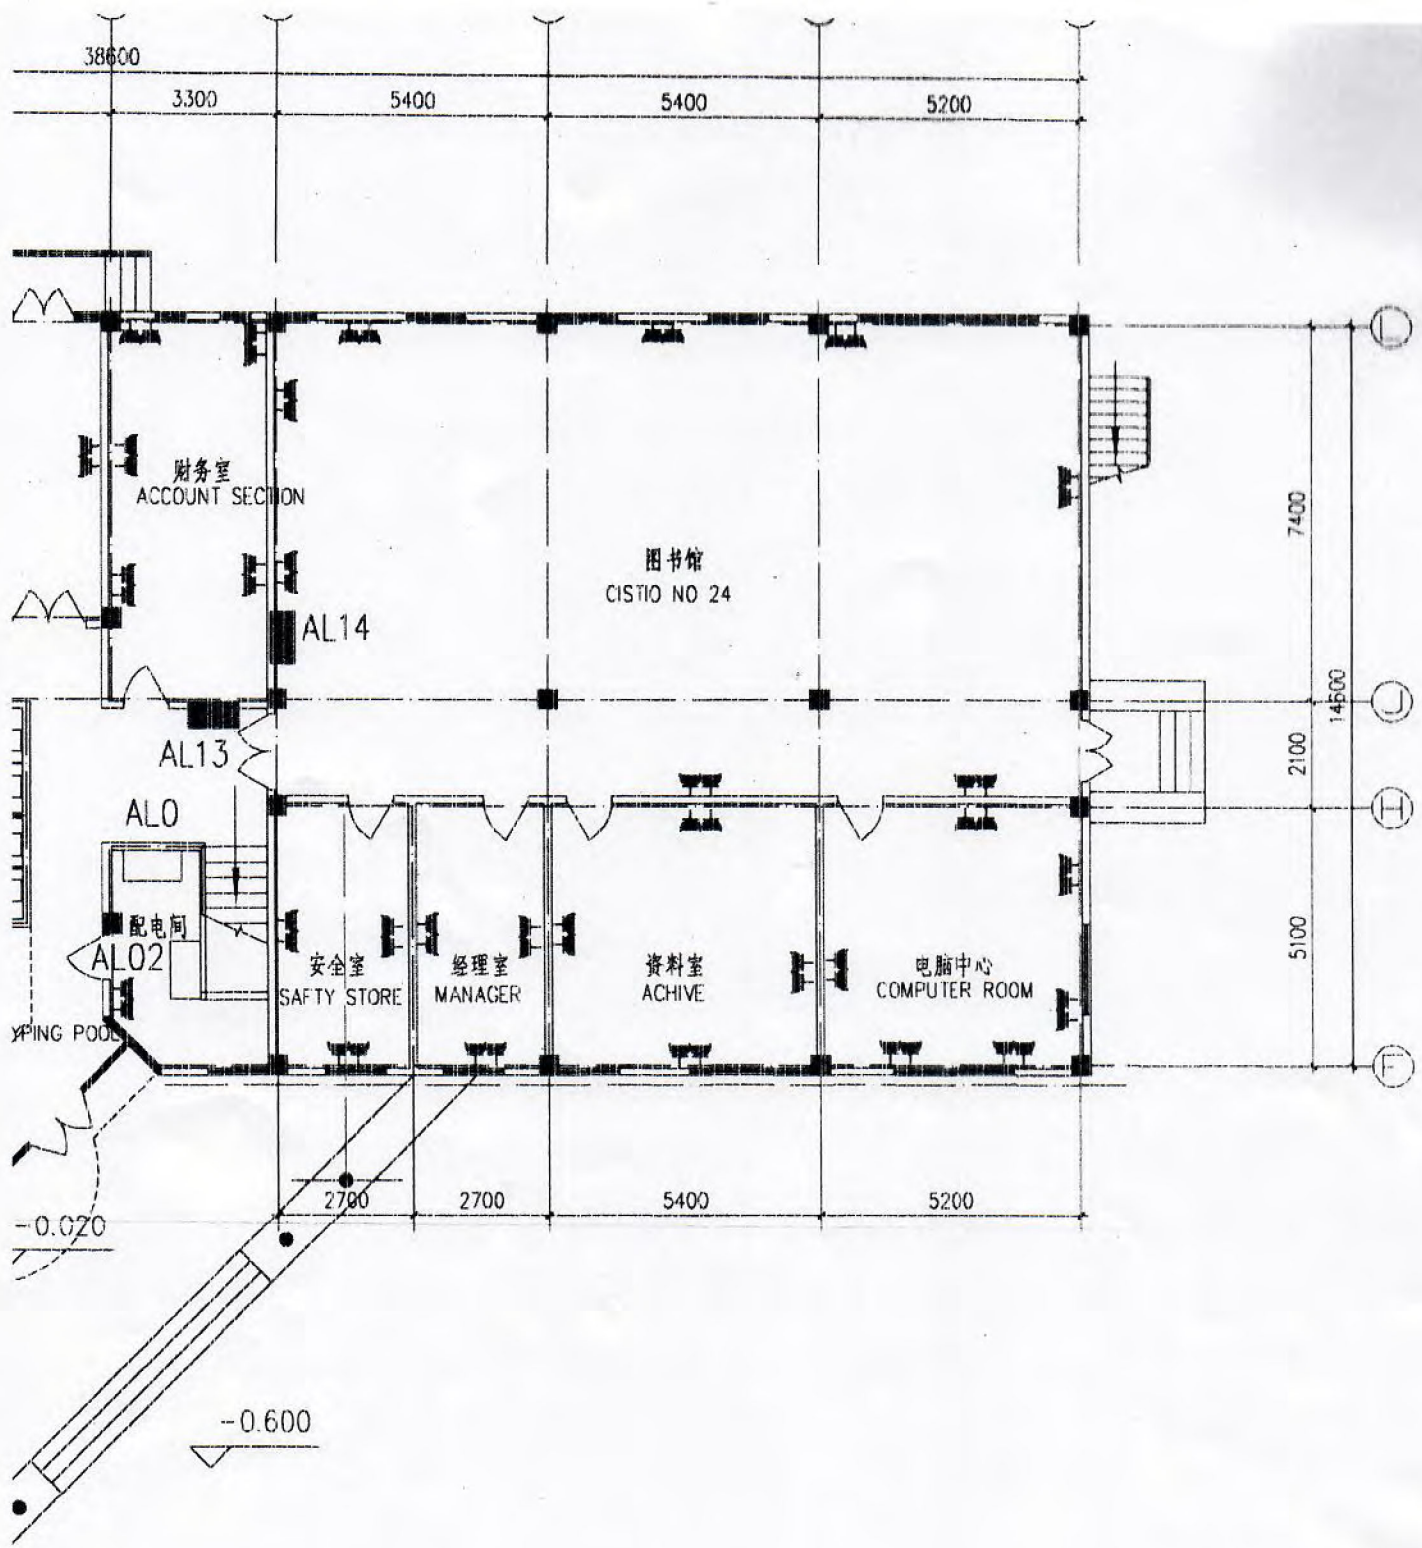 38600
3300
5400
5400
5200
财务室
ACCOUNT SECTION
图书馆
CISTIO NO 24
7400
AL14
14600
AL13
2100
AL0
配电间
AL02
安全室
SAFTY STORE
经理室
MANAGER
资料室
ACHIVE
电脑中心
COMPUTER ROOM
5100
YPING POOL
2700
2700
5400
5200
-0.020
-0.600
L
J
H
F